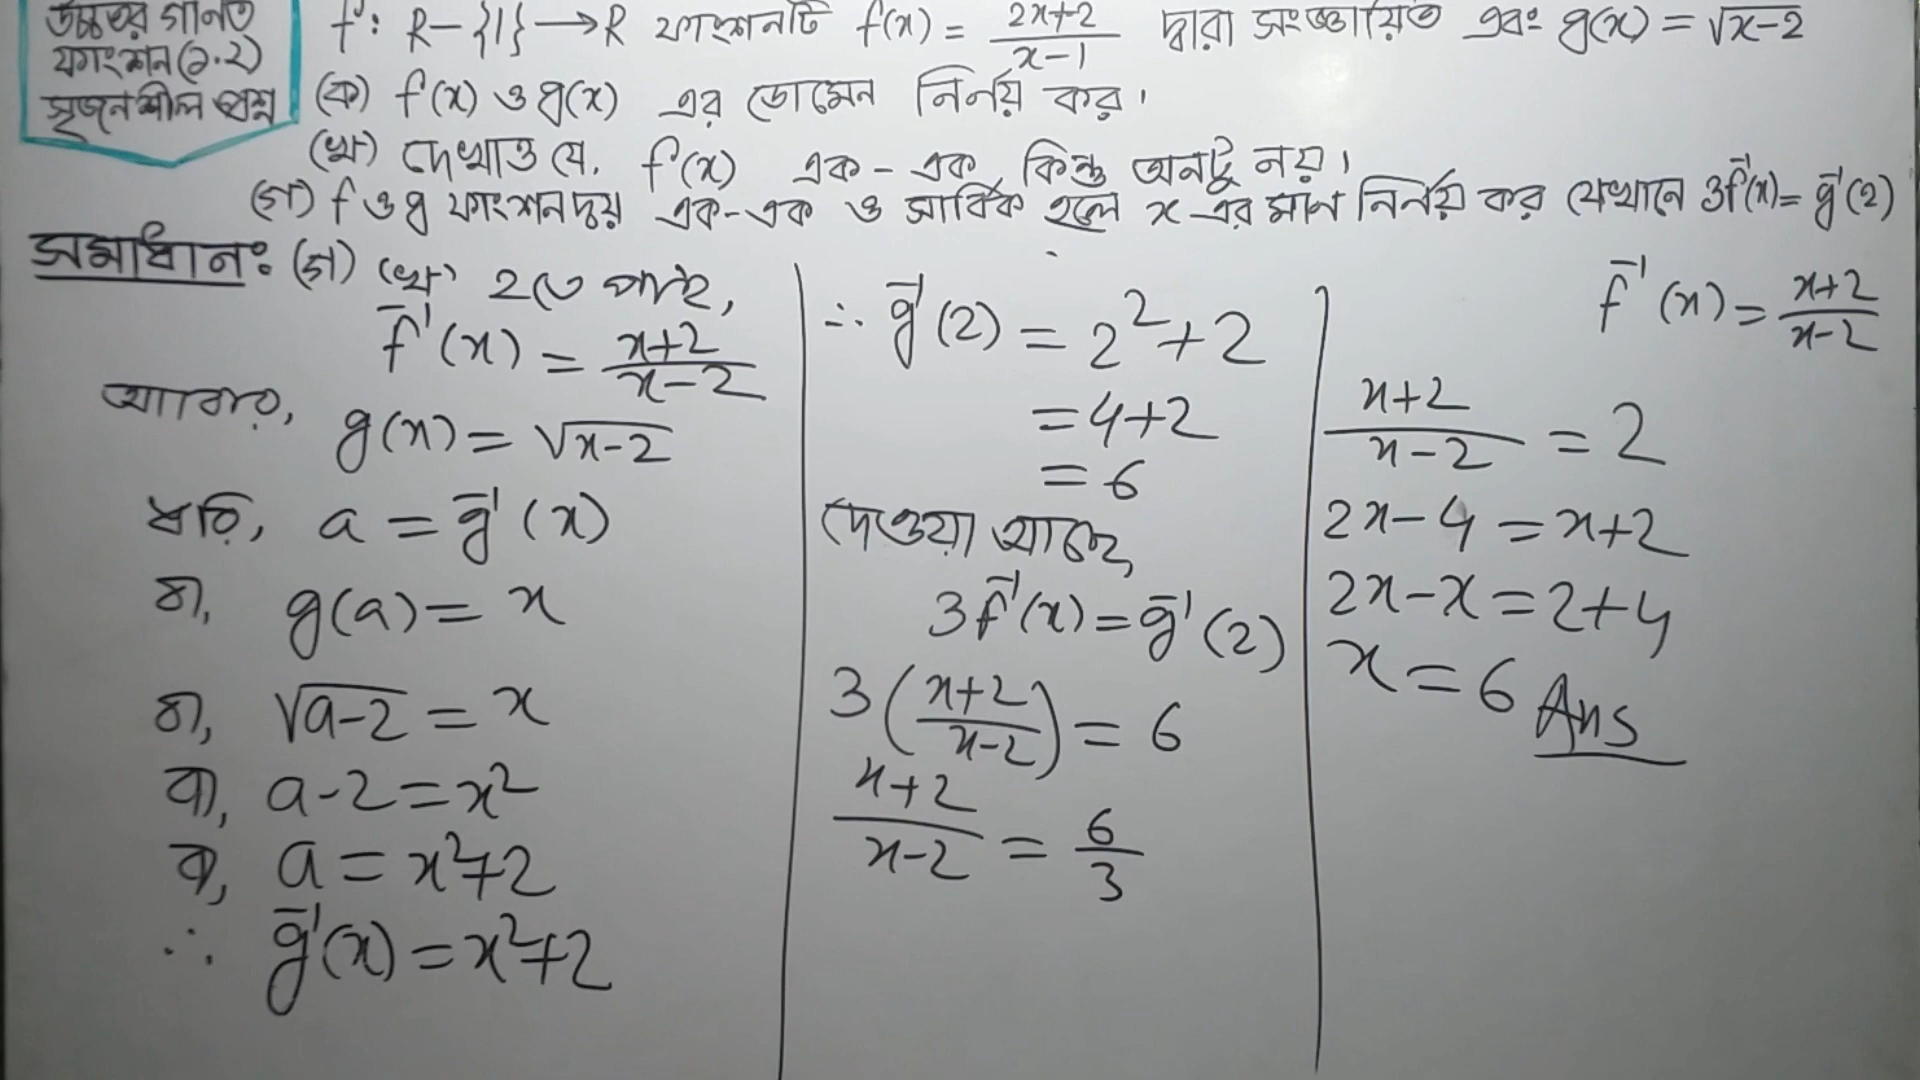 উচ্চতর গণিত
ফাংশন(১.২)
সৃজনশীল প্রশ্ন
f: R-{1}→R ফাংশনটি f(x) = (2x+2)/(x-1) দ্বারা সংজ্ঞায়িত এবং g(x) = √(x-2)
(ক) f(x) ও g(x) এর ডোমেন নির্নয় কর।
(খ) দেখাও যে, f(x) এক-এক কিন্তু অনটু নয়।
(গ) f ও g ফাংশনদ্বয় এক-এক ও সার্বিক হলে x এর মান নির্নয় কর যেখানে 3f⁻¹(x)= g⁻¹(2)
সমাধান: (গ) (খ) হতে পাই,
f⁻¹(x) = (x+2)/(x-2)
আবার, g(x) = √(x-2)
ধরি, a = g⁻¹(x)
বা, g(a) = x
বা, √(a-2) = x
বা, a-2 = x²
বা, a = x²+2
∴ g⁻¹(x) = x²+2
∴ g⁻¹(2) = 2²+2
= 4+2
= 6
দেওয়া আছে,
3f⁻¹(x) = g⁻¹(2)
3((x+2)/(x-2)) = 6
(x+2)/(x-2) = 6/3
f⁻¹(x) = (x+2)/(x-2)
(x+2)/(x-2) = 2
2x-4 = x+2
2x-x = 2+4
x = 6 Ans